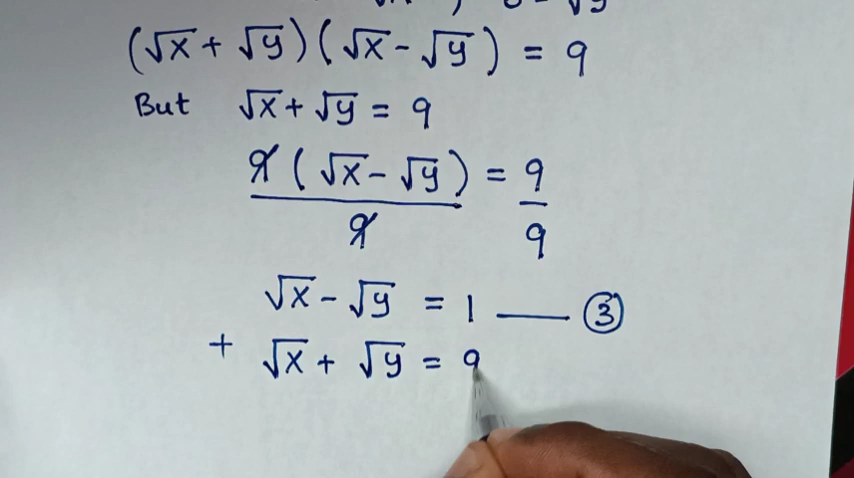 (√x + √y)(√x - √y) = 9
But √x + √y = 9
9(√x - √y) = 9
9 9
√x - √y = 1 —— ③
+ √x + √y = 9